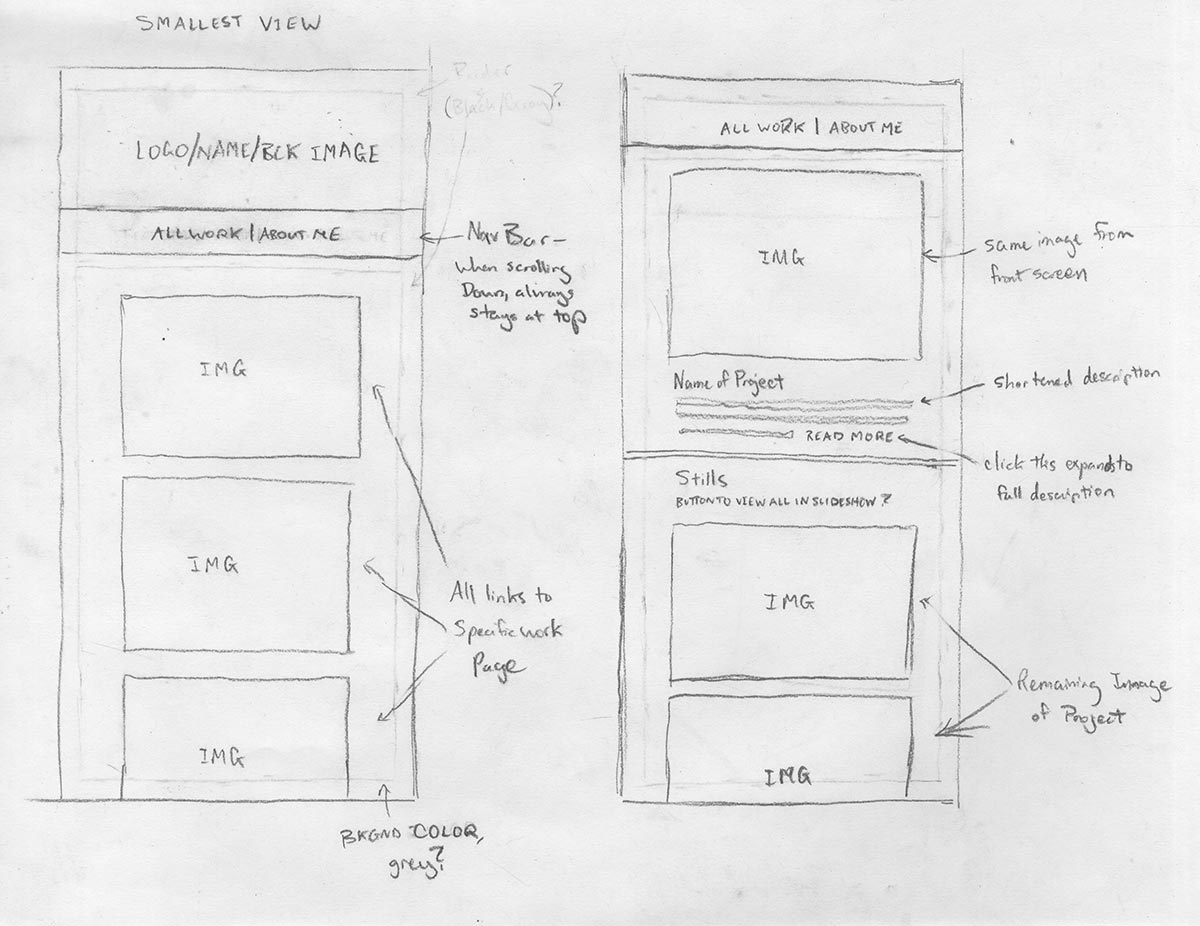 SMALLEST VIEW
Border
(Black/
)?
LOGO/NAME/BCK IMAGE
ALL WORK | ABOUT ME
Nav Bar-
when scrolling
Down, always
stays at top
IMG
IMG
IMG
All links to
Specific work
Page
BKGND COLOR,
grey?
ALL WORK | ABOUT ME
IMG
same image from
front screen
Name of Project
shortened description
READ MORE
click this expands to
full description
Stills
BUTTON TO VIEW ALL IN SLIDESHOW?
IMG
Remaining Image
of Project
IMG